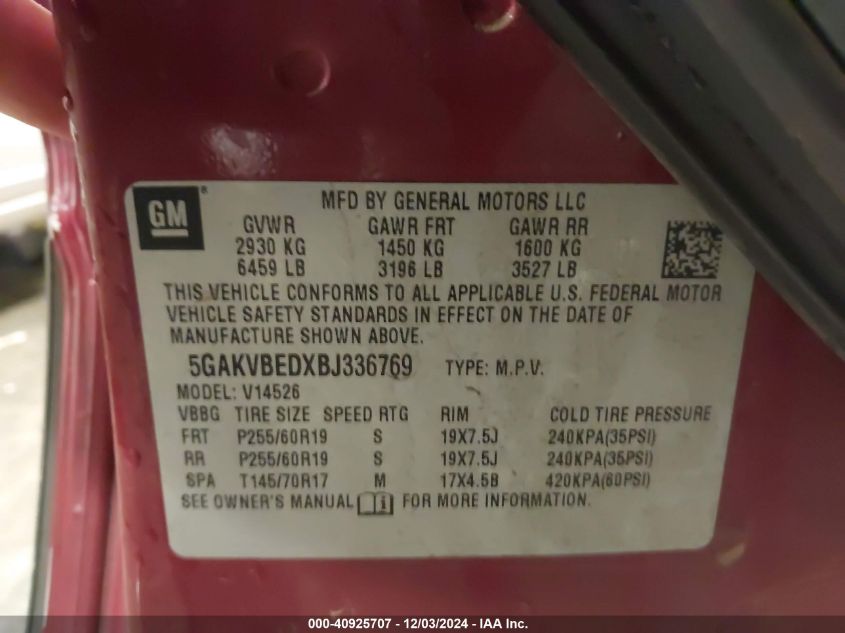 GM®
MFD BY GENERAL MOTORS LLC
GVWR GAWR FRT GAWR RR
2930 KG 1450 KG 1600 KG
6459 LB 3196 LB 3527 LB
THIS VEHICLE CONFORMS TO ALL APPLICABLE U.S. FEDERAL MOTOR
VEHICLE SAFETY STANDARDS IN EFFECT ON THE DATE OF
MANUFACTURE SHOWN ABOVE.
5GAKVBEDXBJ336769 TYPE: M.P.V.
MODEL: V14526
VBBG TIRE SIZE SPEED RTG RIM COLD TIRE PRESSURE
FRT P255/60R19 S 19X7.5J 240KPA(35PSI)
RR P255/60R19 S 19X7.5J 240KPA(35PSI)
SPA T145/70R17 M 17X4.5B 420KPA(60PSI)
SEE OWNER'S MANUAL i FOR MORE INFORMATION.
000-40925707 - 12/03/2024 - IAA Inc.